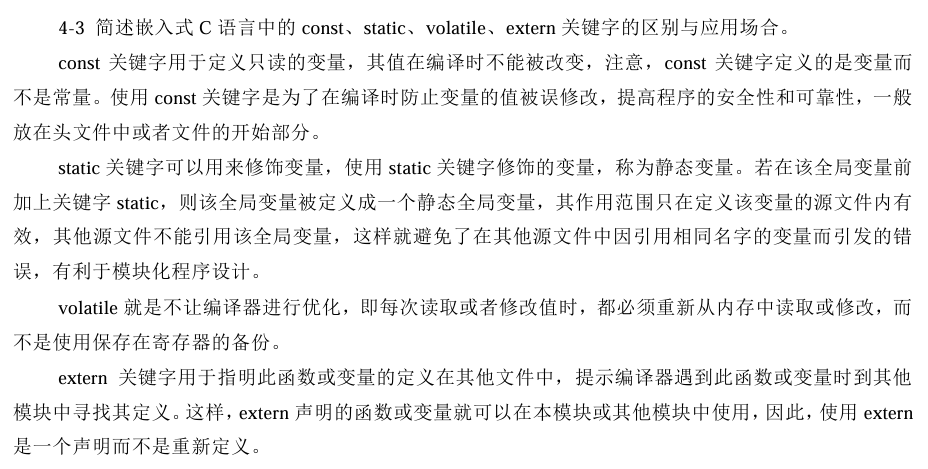 4-3 简述嵌入式 C 语言中的 const、static、volatile、extern 关键字的区别与应用场合。
const 关键字用于定义只读的变量，其值在编译时不能被改变，注意，const 关键字定义的是变量而
不是常量。使用 const 关键字是为了在编译时防止变量的值被误修改，提高程序的安全性和可靠性，一般
放在头文件中或者文件的开始部分。
static 关键字可以用来修饰变量，使用 static 关键字修饰的变量，称为静态变量。若在该全局变量前
加上关键字 static，则该全局变量被定义成一个静态全局变量，其作用范围只在定义该变量的源文件内有
效，其他源文件不能引用该全局变量，这样就避免了在其他源文件中因引用相同名字的变量而引发的错
误，有利于模块化程序设计。
volatile 就是不让编译器进行优化，即每次读取或者修改值时，都必须重新从内存中读取或修改，而
不是使用保存在寄存器的备份。
extern 关键字用于指明此函数或变量的定义在其他文件中，提示编译器遇到此函数或变量时到其他
模块中寻找其定义。这样，extern 声明的函数或变量就可以在本模块或其他模块中使用，因此，使用 extern
是一个声明而不是重新定义。